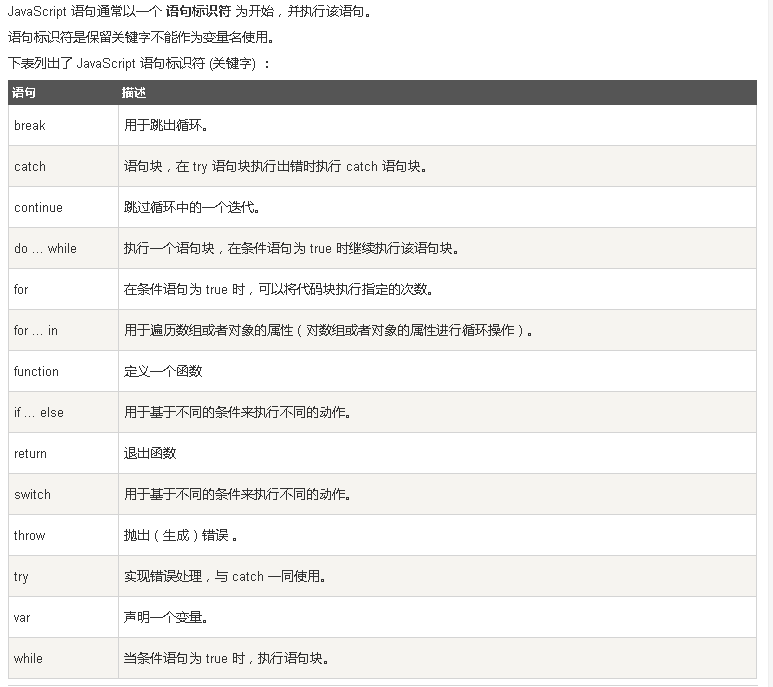 JavaScript 语句通常以一个 语句标识符 为开始，并执行该语句。
语句标识符是保留关键字不能作为变量名使用。
下表列出了 JavaScript 语句标识符 (关键字) ：
语句 描述
break 用于跳出循环。
catch 语句块，在 try 语句块执行出错时执行 catch 语句块。
continue 跳过循环中的一个迭代。
do ... while 执行一个语句块，在条件语句为 true 时继续执行该语句块。
for 在条件语句为 true 时，可以将代码块执行指定的次数。
for ... in 用于遍历数组或者对象的属性（对数组或者对象的属性进行循环操作）。
function 定义一个函数
if ... else 用于基于不同的条件来执行不同的动作。
return 退出函数
switch 用于基于不同的条件来执行不同的动作。
throw 抛出（生成）错误 。
try 实现错误处理，与 catch 一同使用。
var 声明一个变量。
while 当条件语句为 true 时，执行语句块。